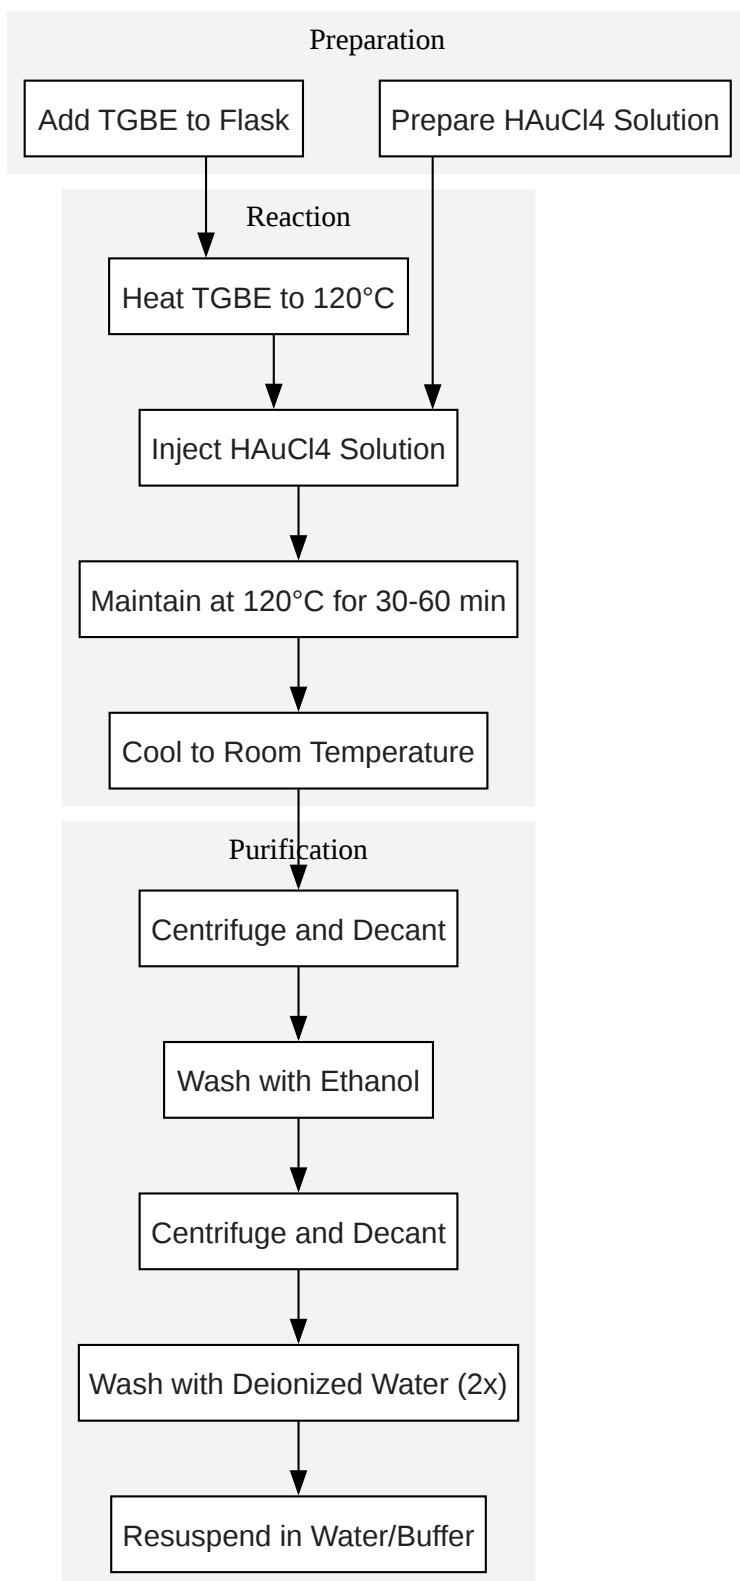 Preparation
Add TGBE to Flask
Prepare HAuCl4 Solution
Reaction
Heat TGBE to 120°C
Inject HAuCl4 Solution
Maintain at 120°C for 30-60 min
Cool to Room Temperature
Purification
Centrifuge and Decant
Wash with Ethanol
Centrifuge and Decant
Wash with Deionized Water (2x)
Resuspend in Water/Buffer